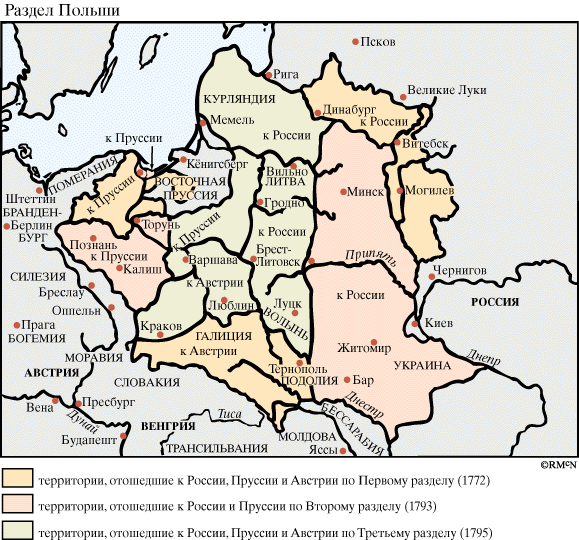 Раздел Польши
Псков
Рига
Великие Луки
КУРЛЯНДИЯ
Динабург
Мемель
к России
к России
к Пруссии
Витебск
ПОМЕРАНИЯ
Кёнигсберг
Вильно
ЛИТВА
Штеттин
к Пруссии
ВОСТОЧНАЯ
ПРУССИЯ
Минск
Могилев
БРАНДЕН-
БУРГ
Берлин
Торунь
к Пруссии
Гродно
Познань
к Пруссии
Калиш
Варшава
к России
Брест-
Литовск
Припять
Чернигов
СИЛЕЗИЯ
Бреслау
к Австрии
Люблин
Луцк
ВОЛЫНЬ
к России
РОССИЯ
Оппельн
Киев
Прага
БОГЕМИЯ
Краков
ГАЛИЦИЯ
к Австрии
Житомир
УКРАИНА
Днепр
МОРАВИЯ
Тернополь
ПОДОЛИЯ
Бар
АВСТРИЯ
СЛОВАКИЯ
Днестр
БЕССАРАБИЯ
Вена
Пресбург
Дунай
Тиса
Будапешт
ВЕНГРИЯ
ТРАНСИЛЬВАНИЯ
МОЛДОВА
Яссы
©RMcN
территории, отошедшие к России, Пруссии и Австрии по Первому разделу (1772)
территории, отошедшие к России и Пруссии по Второму разделу (1793)
территории, отошедшие к России, Пруссии и Австрии по Третьему разделу (1795)